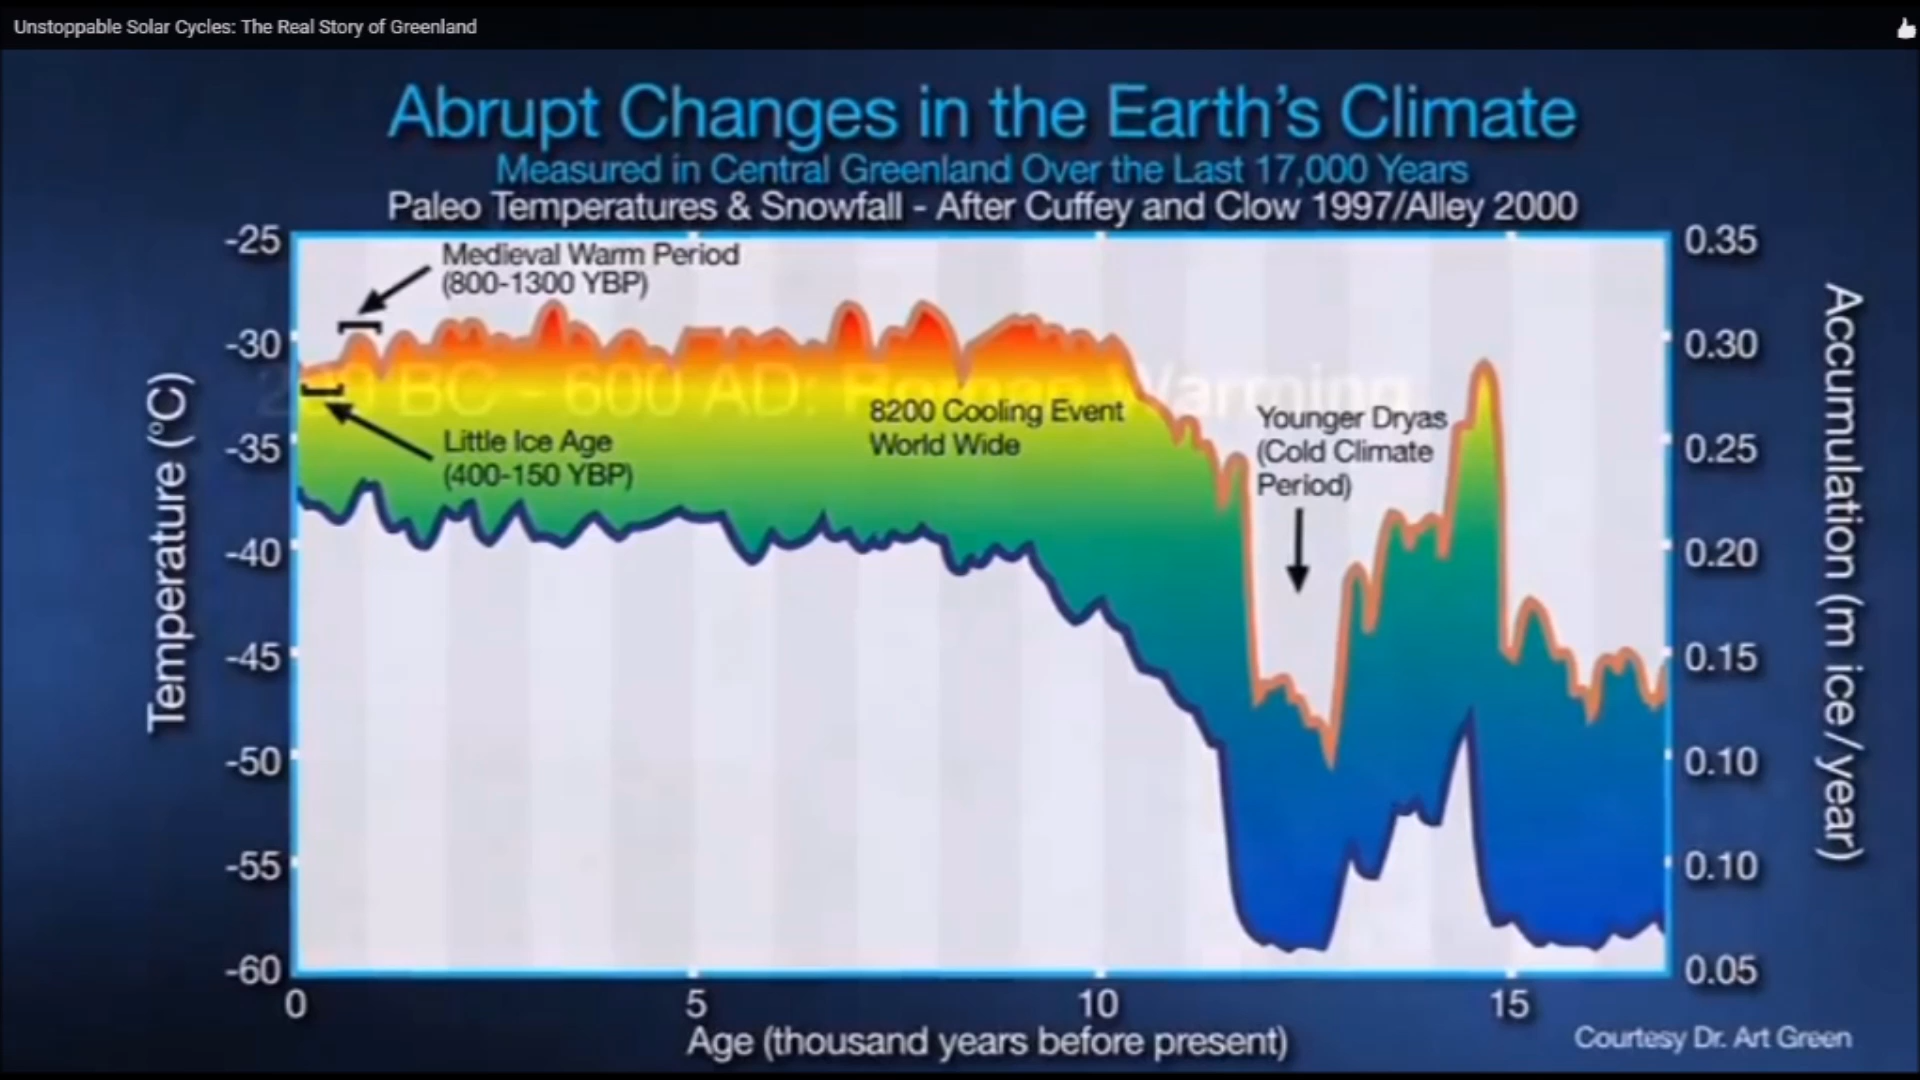 Unstoppable Solar Cycles: The Real Story of Greenland
Abrupt Changes in the Earth's Climate
Measured in Central Greenland Over the Last 17,000 Years
Paleo Temperatures & Snowfall - After Cuffey and Clow 1997/Alley 2000
-25
-30
-35
-40
-45
-50
-55
-60
Temperature (°C)
Medieval Warm Period
(800-1300 YBP)
BC - 600 AD: Roman Warming
Little Ice Age
(400-150 YBP)
8200 Cooling Event
World Wide
Younger Dryas
(Cold Climate
Period)
0.35
0.30
0.25
0.20
0.15
0.10
0.10
0.05
Accumulation (m ice/year)
0
5
10
15
Age (thousand years before present)
Courtesy Dr. Art Green